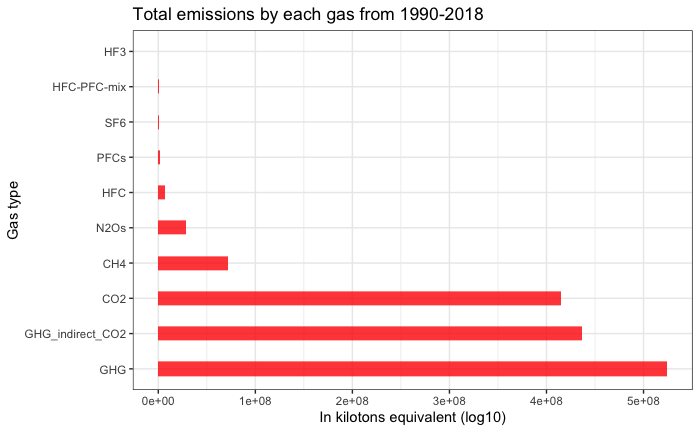 Total emissions by each gas from 1990-2018
HF3
HFC-PFC-mix
SF6
PFCs
HFC
N2Os
CH4
CO2
GHG_indirect_CO2
GHG
Gas type
0e+00 1e+08 2e+08 3e+08 4e+08 5e+08
In kilotons equivalent (log10)